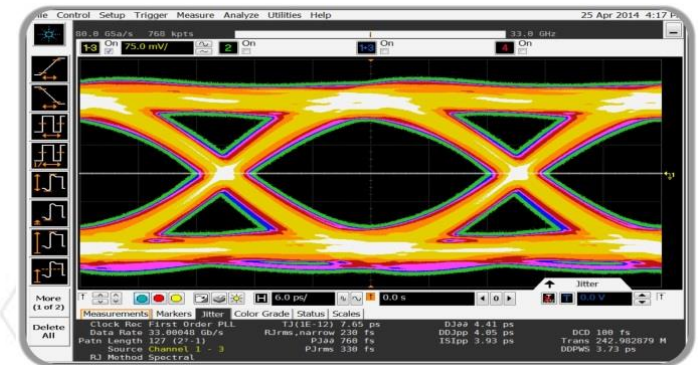 File Control Setup Trigger Measure Analyze Utilities Help 25 Apr 2014 4:17 P
80.0 GSa/s 768 kpts 33.0 GHz
1-3 On 75.0 mV/ 2 On 1+3 On 4 On
More
(1 of 2)
Delete
All
H 6.0 ps/ 0.0 s 0 T 0.0 V
Jitter
Measurements Markers Jitter Color Grade Status Scales
Clock Rec First Order PLL TJ(1E-12) 7.65 ps DJδδ 4.41 ps
Data Rate 33.00048 Gb/s RJrms,narrow 230 fs DDJpp 4.05 ps DCD 100 fs
Patn Length 127 (2⁷-1) PJδδ 760 fs ISIpp 3.93 ps Trans 242.982879 M
Source Channel 1 - 3 PJrms 330 fs DDPWS 3.73 ps
RJ Method Spectral